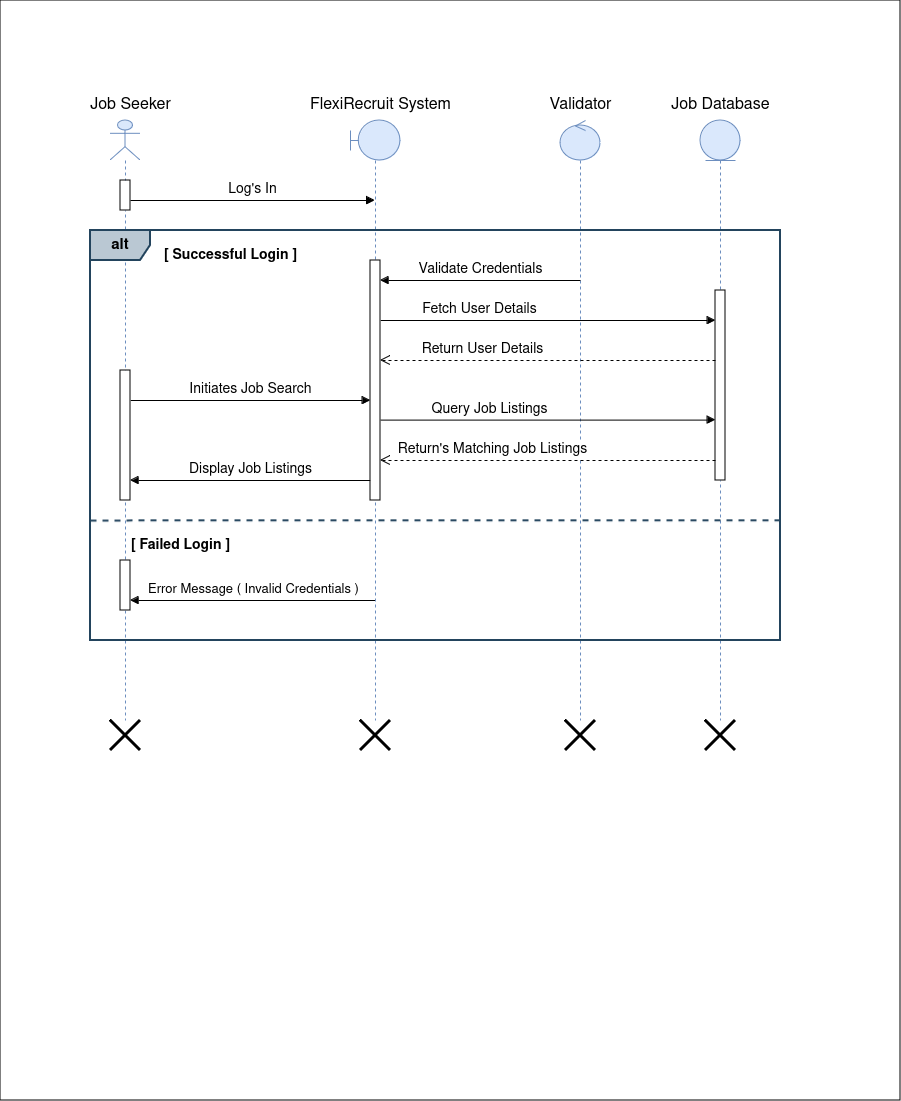 Job Seeker
FlexiRecruit System
Validator
Job Database
Log's In
alt
[ Successful Login ]
Validate Credentials
Fetch User Details
Return User Details
Initiates Job Search
Query Job Listings
Return's Matching Job Listings
Display Job Listings
[ Failed Login ]
Error Message ( Invalid Credentials )